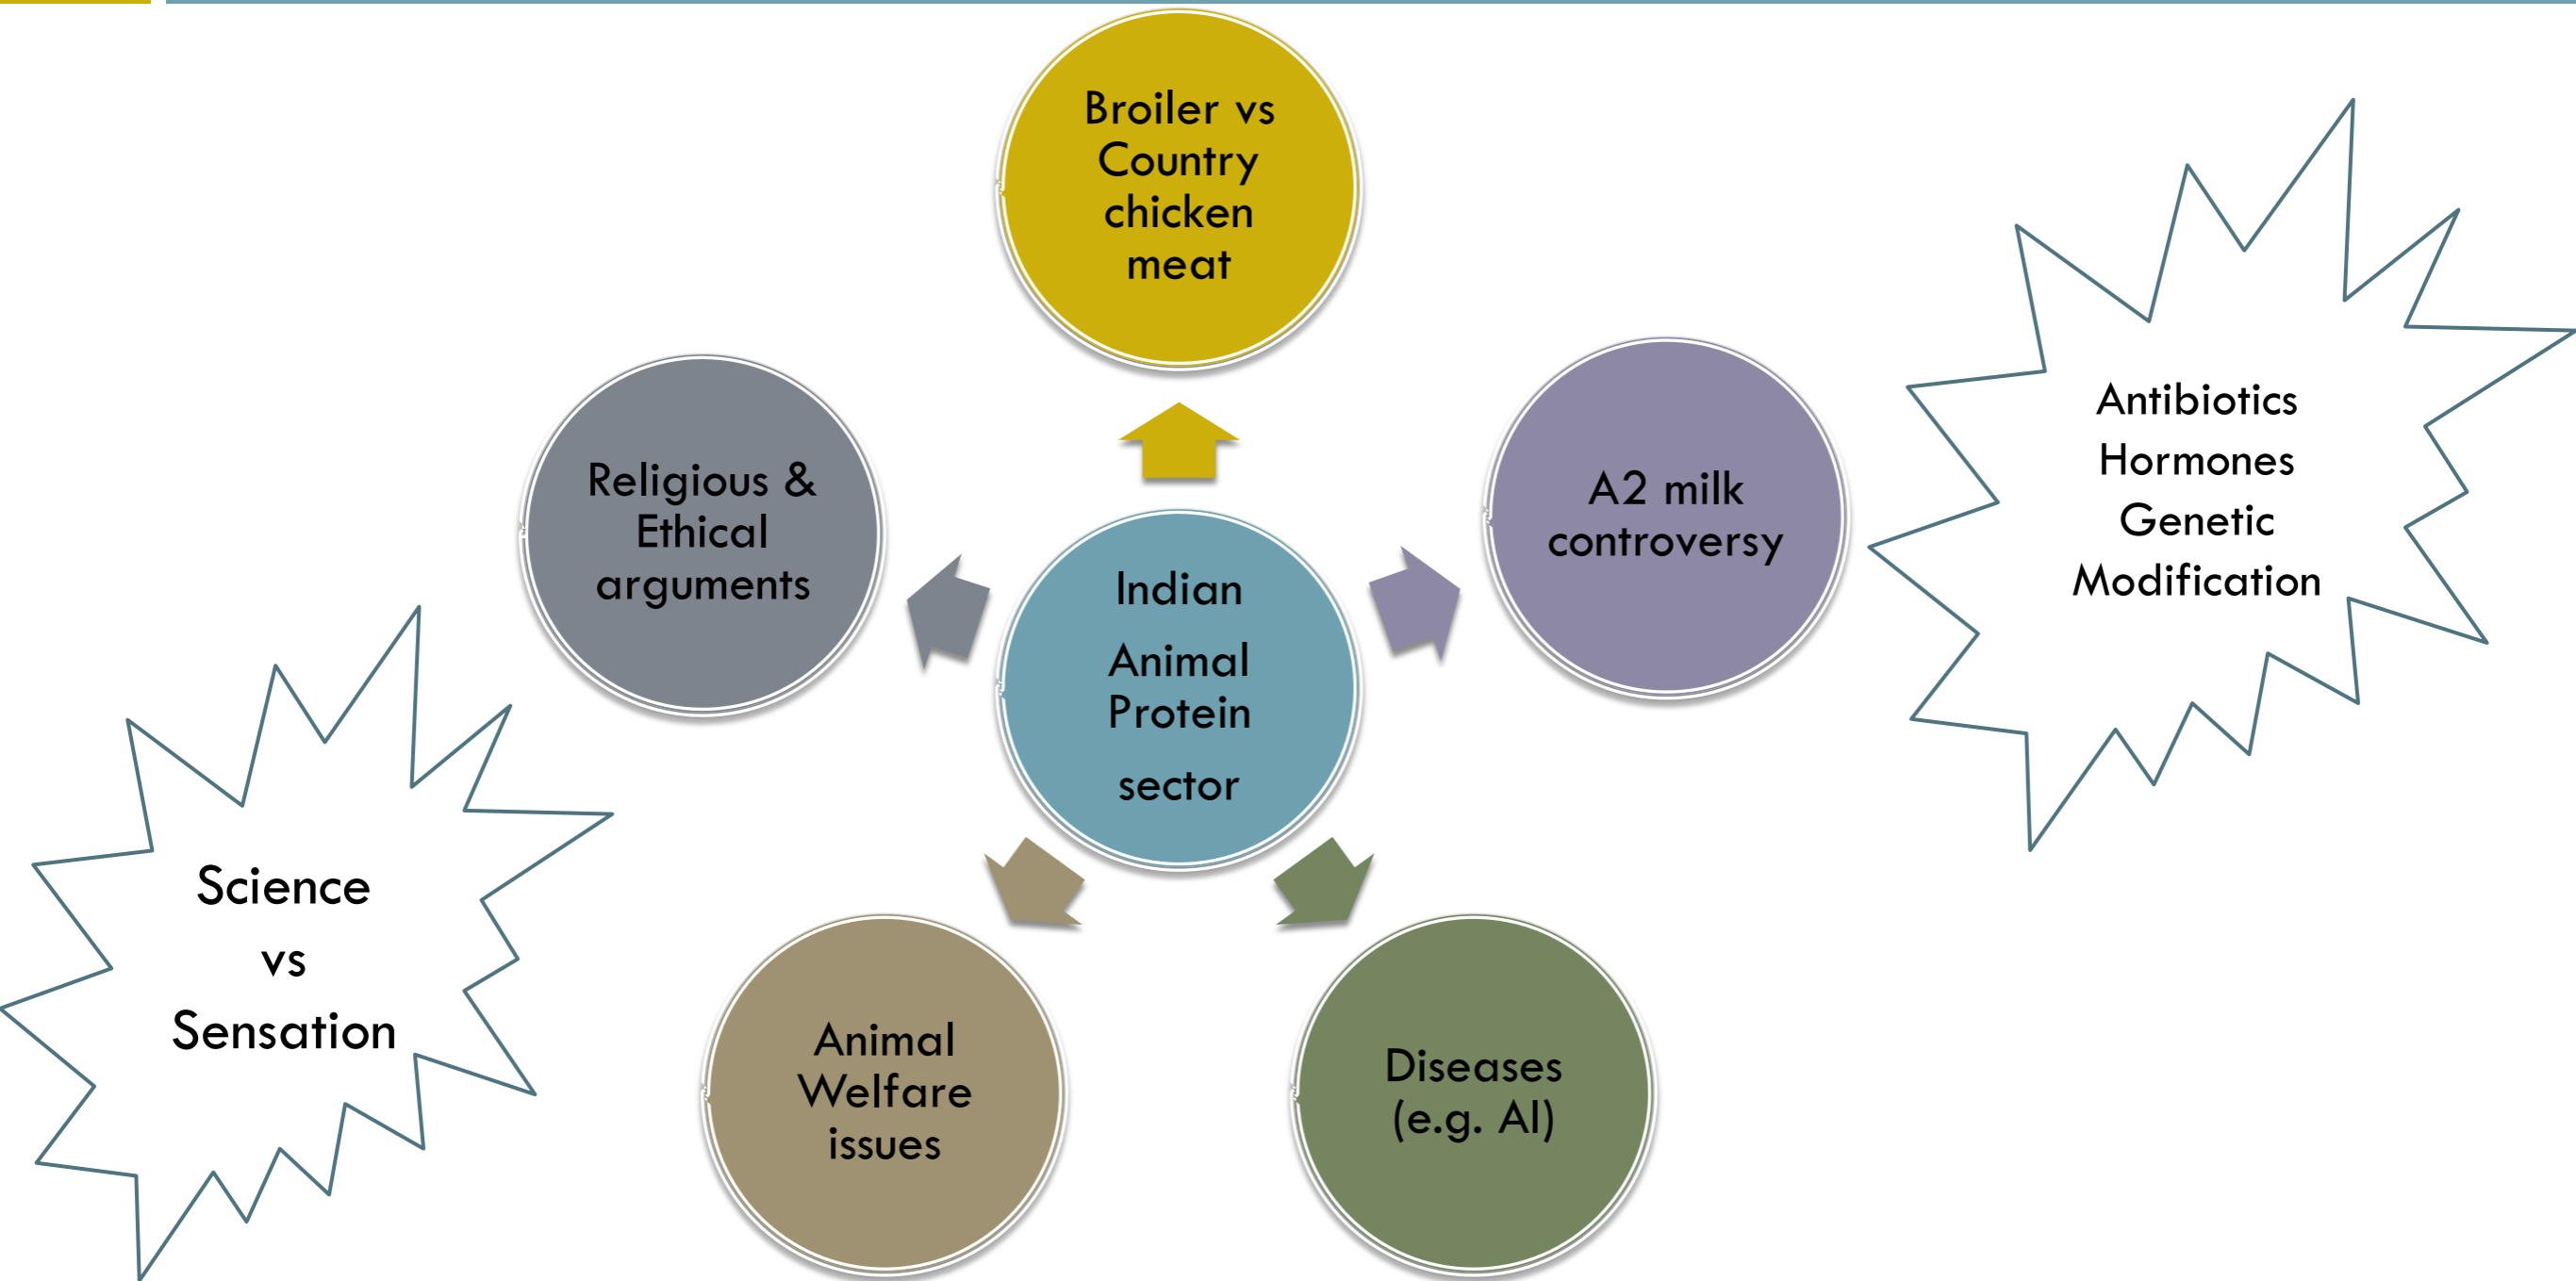 Broiler vs
Country
chicken
meat
Religious &
Ethical
arguments
A2 milk
controversy
Antibiotics
Hormones
Genetic
Modification
Indian
Animal
Protein
sector
Science
vs
Sensation
Animal
Welfare
issues
Diseases
(e.g. AI)